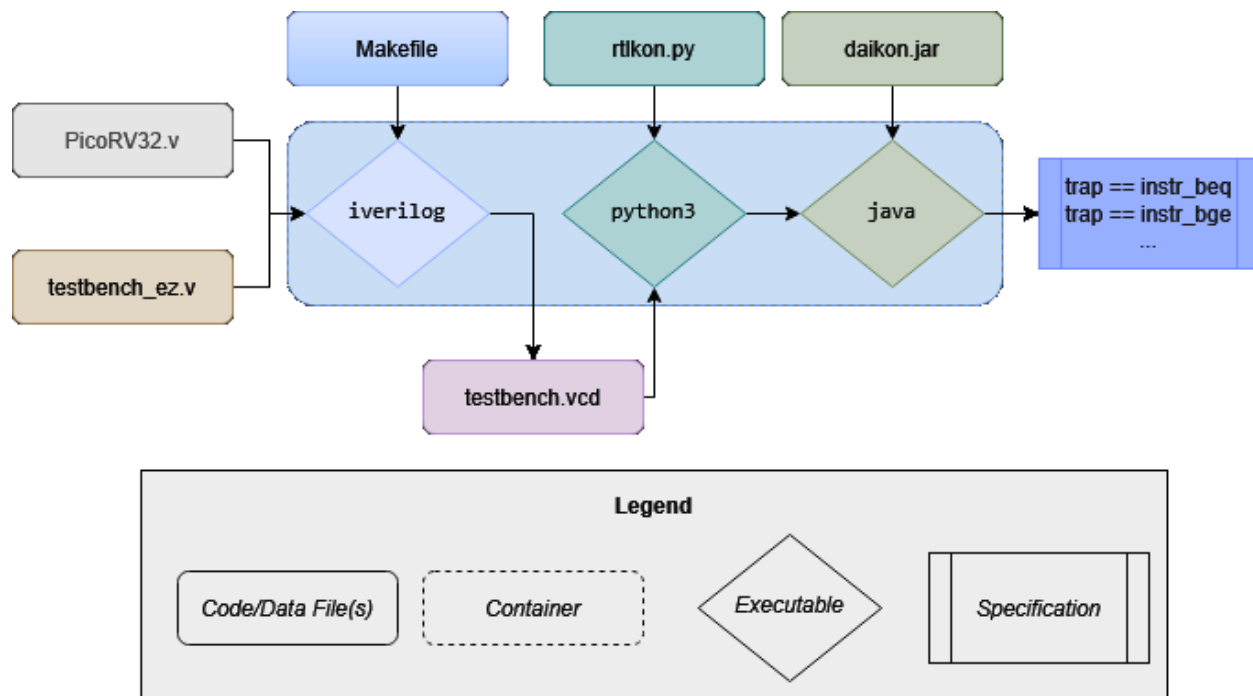 Makefile
rtlkon.py
daikon.jar
PicoRV32.v
iverilog
python3
java
trap == instr_beq
trap == instr_bge
...
testbench_ez.v
testbench.vcd
Legend
Code/Data File(s)
Container
Executable
Specification